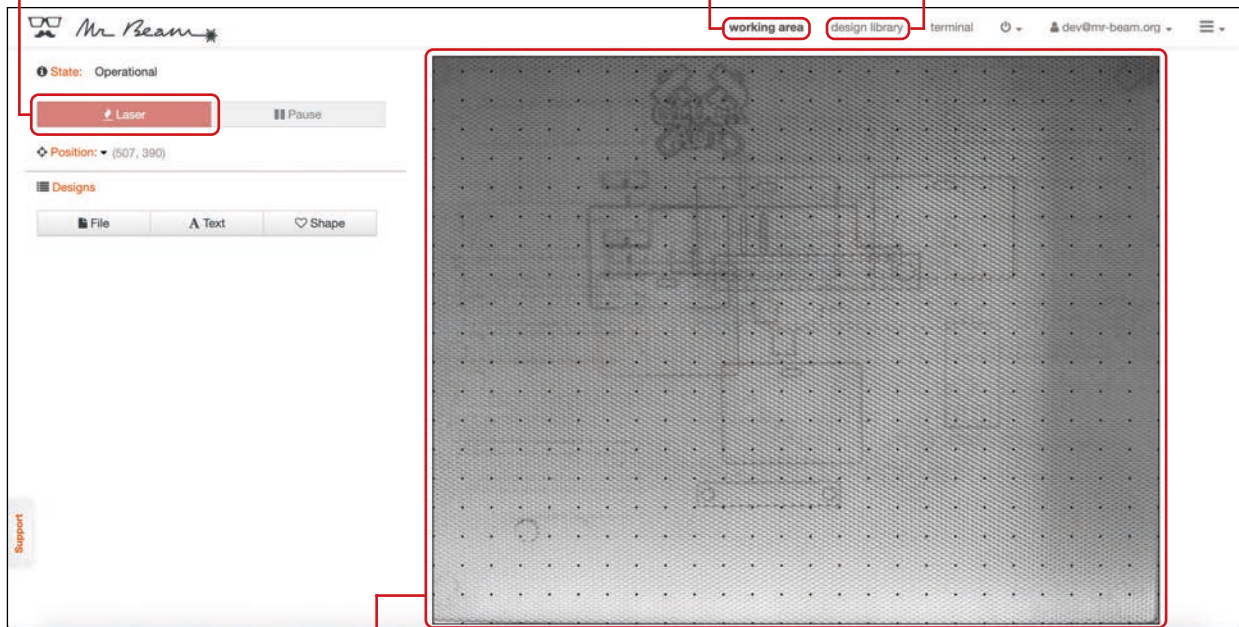 Mr Beam
working area design library terminal dev@mr-beam.org
State: Operational
Laser Pause
Position: (507, 390)
Designs
File A Text Shape
Support